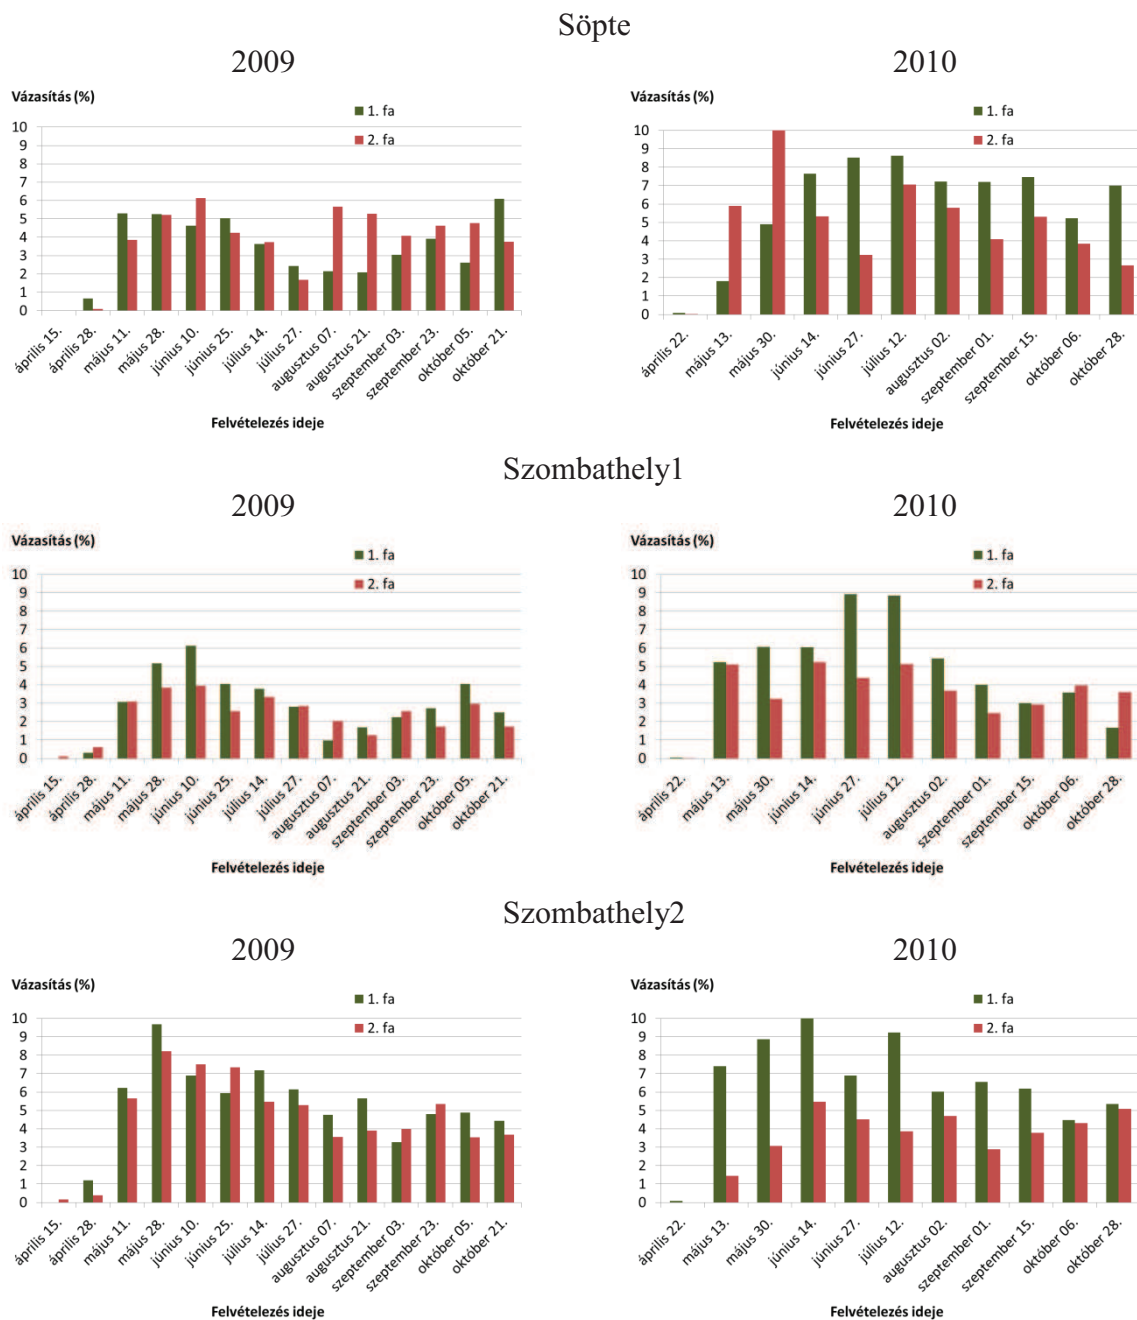 Söpte
2009 2010
Vázasítás (%)
1. fa
2. fa
10
9
8
7
6
5
4
3
2
1
0
április 15.
április 28.
május 11.
május 28.
június 10.
június 25.
július 14.
július 27.
augusztus 07.
augusztus 21.
szeptember 03.
szeptember 23.
október 05.
október 21.
Felvételezés ideje
Vázasítás (%)
1. fa
2. fa
10
9
8
7
6
5
4
3
2
1
0
április 22.
május 13.
május 30.
június 14.
június 27.
július 12.
augusztus 02.
szeptember 01.
szeptember 15.
október 06.
október 28.
Felvételezés ideje
Szombathely1
2009 2010
Vázasítás (%)
1. fa
2. fa
10
9
8
7
6
5
4
3
2
1
0
április 15.
április 28.
május 11.
május 28.
június 10.
június 25.
július 14.
július 27.
augusztus 07.
augusztus 21.
szeptember 03.
szeptember 23.
október 05.
október 21.
Felvételezés ideje
Vázasítás (%)
1. fa
2. fa
10
9
8
7
6
5
4
3
2
1
0
április 22.
május 13.
május 30.
június 14.
június 27.
július 12.
augusztus 02.
szeptember 01.
szeptember 15.
október 06.
október 28.
Felvételezés ideje
Szombathely2
2009 2010
Vázasítás (%)
1. fa
2. fa
10
9
8
7
6
5
4
3
2
1
0
április 15.
április 28.
május 11.
május 28.
június 10.
június 25.
július 14.
július 27.
augusztus 07.
augusztus 21.
szeptember 03.
szeptember 23.
október 05.
október 21.
Felvételezés ideje
Vázasítás (%)
1. fa
2. fa
10
9
8
7
6
5
4
3
2
1
0
április 22.
május 13.
május 30.
június 14.
június 27.
július 12.
augusztus 02.
szeptember 01.
szeptember 15.
október 06.
október 28.
Felvételezés ideje